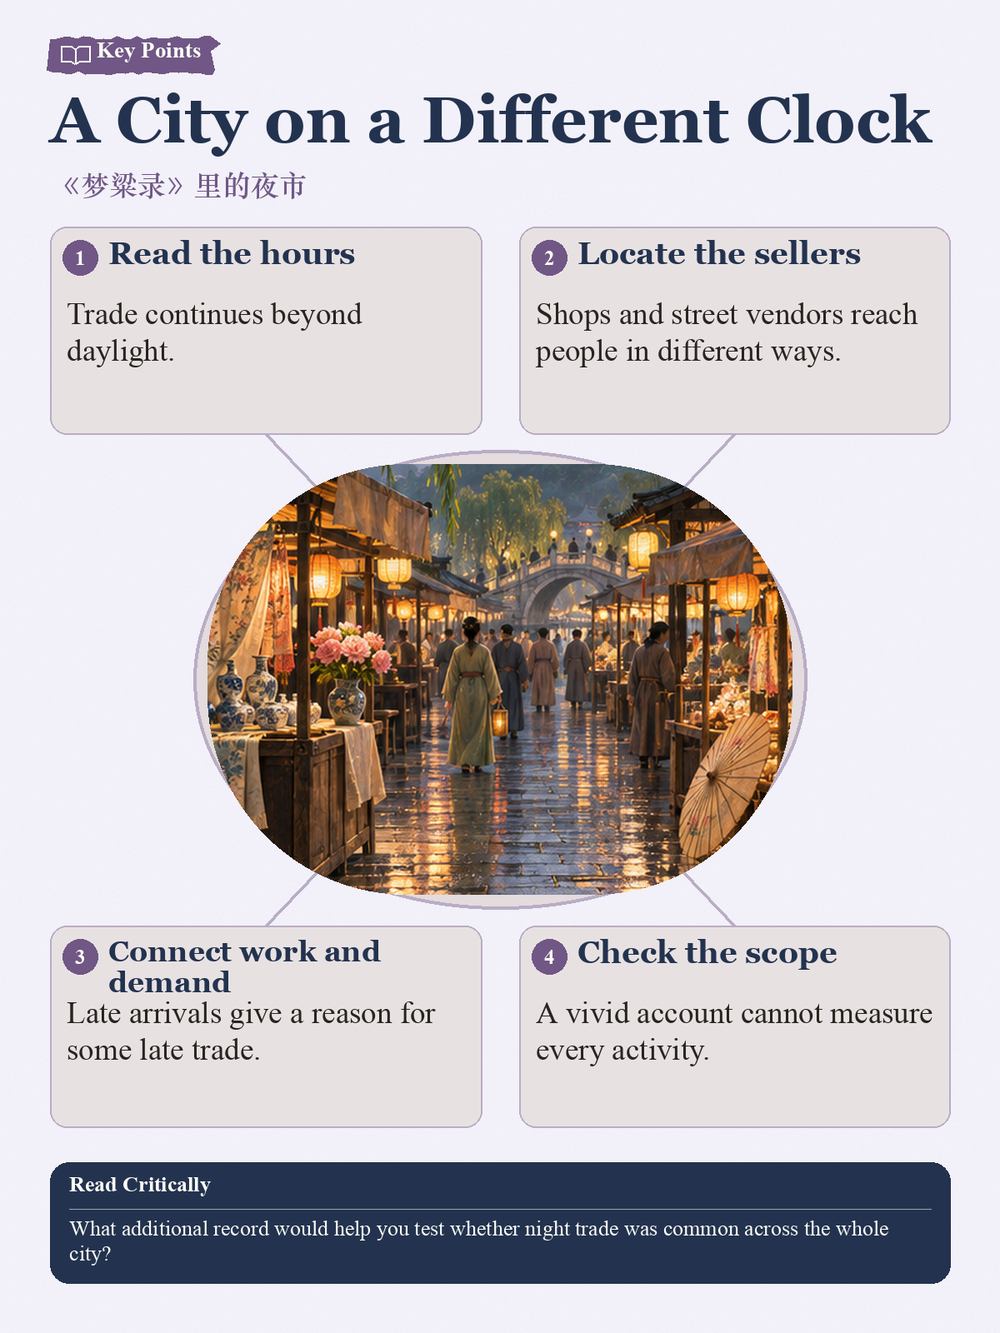 Key Points
A City on a Different Clock
《梦粱录》里的夜市
1 Read the hours
Trade continues beyond
daylight.
2 Locate the sellers
Shops and street vendors reach
people in different ways.
3 Connect work and
demand
Late arrivals give a reason for
some late trade.
4 Check the scope
A vivid account cannot measure
every activity.
Read Critically
What additional record would help you test whether night trade was common across the whole
city?